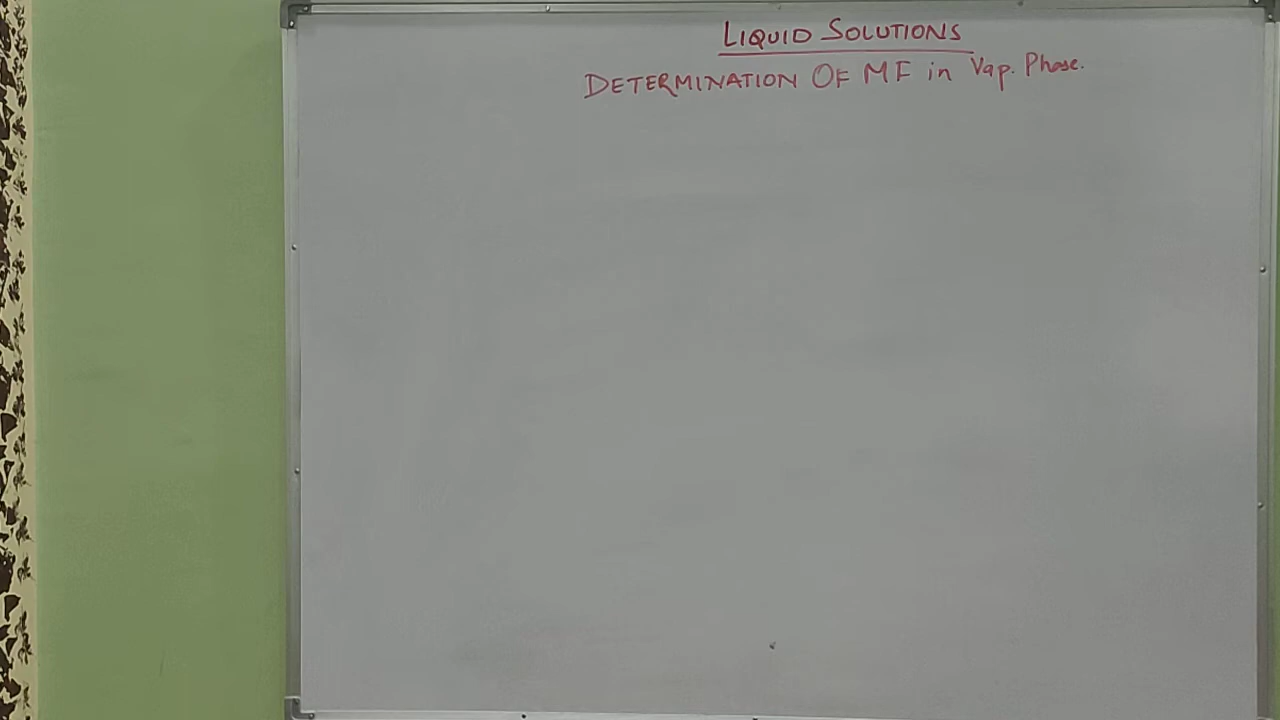 LIQUID SOLUTIONS
DETERMINATION OF MF in Vap. Phase.